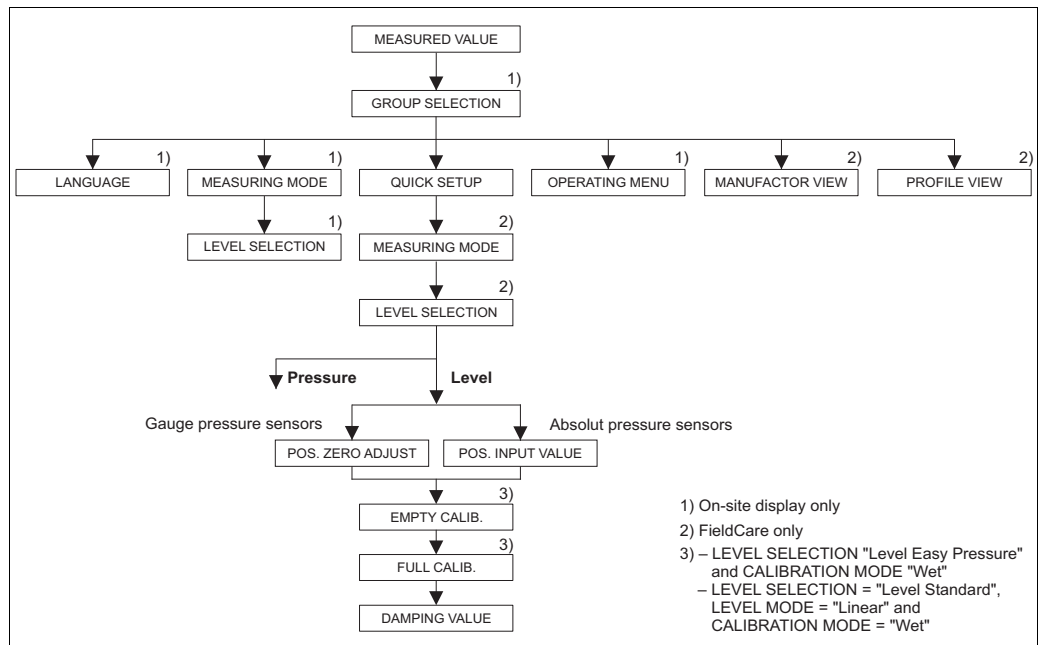 MEASURED VALUE
1)
GROUP SELECTION
1)
1)
1)
2)
2)
LANGUAGE
MEASURING MODE
QUICK SETUP
OPERATING MENU
MANUFACTOR VIEW
PROFILE VIEW
1)
2)
LEVEL SELECTION
MEASURING MODE
2)
LEVEL SELECTION
Pressure
Level
Gauge pressure sensors
Absolut pressure sensors
POS. ZERO ADJUST
POS. INPUT VALUE
3)
EMPTY CALIB.
3)
FULL CALIB.
DAMPING VALUE
1) On-site display only
2) FieldCare only
3) – LEVEL SELECTION "Level Easy Pressure"
and CALIBRATION MODE "Wet"
– LEVEL SELECTION = "Level Standard",
LEVEL MODE = "Linear" and
CALIBRATION MODE = "Wet"